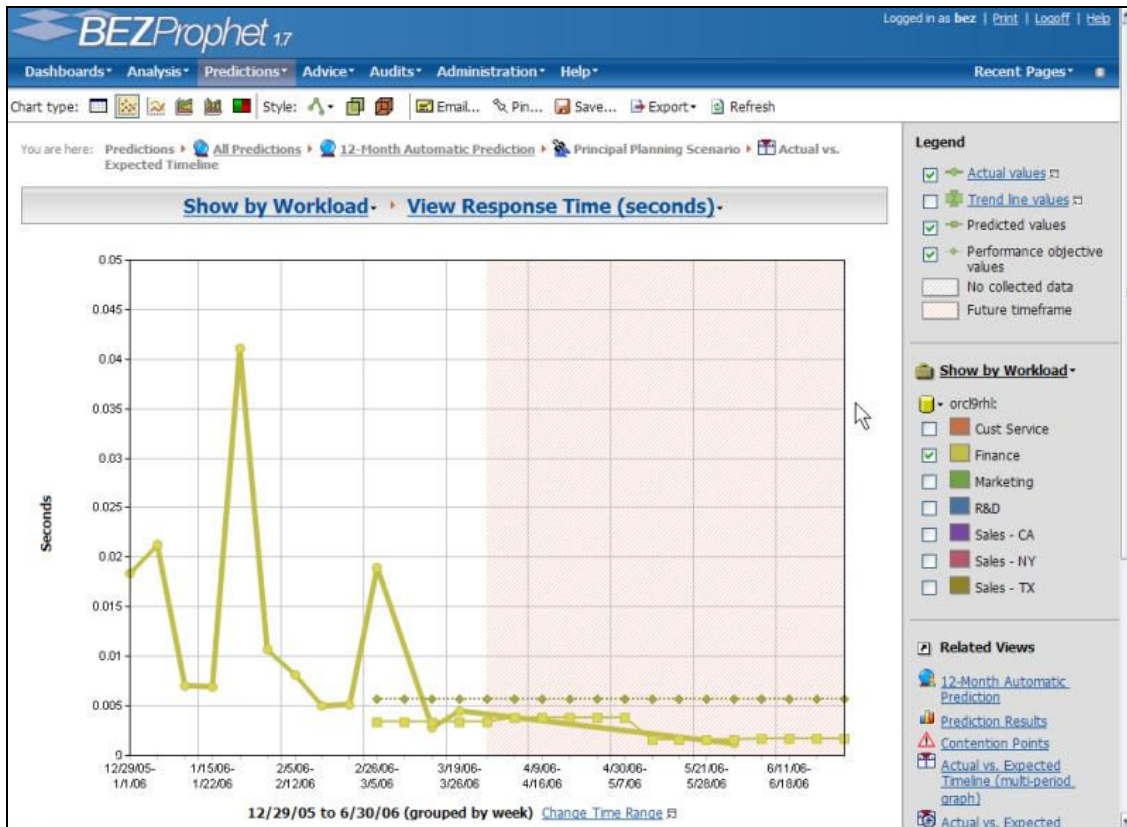 BEZProphet 1.7
Logged in as bez | Print | Logoff | Help
Dashboards Analysis Predictions Advice Audits Administration Help Recent Pages
Chart type: Style: Email... Pin... Save... Export Refresh
You are here: Predictions All Predictions 12-Month Automatic Prediction Principal Planning Scenario Actual vs.
Expected Timeline
Show by Workload View Response Time (seconds)
0.05
0.045
0.04
0.035
0.03
0.025
0.02
0.015
0.01
0.005
0
Seconds
12/29/05- 1/15/06- 2/5/06- 2/26/06- 3/19/06- 4/9/06- 4/30/06- 5/21/06- 6/11/06-
1/1/06 1/22/06 2/12/06 3/5/06 3/26/06 4/16/06 5/7/06 5/28/06 6/18/06
12/29/05 to 6/30/06 (grouped by week) Change Time Range
Legend
Actual values
Trend line values
Predicted values
Performance objective
values
No collected data
Future timeframe
Show by Workload
orcl9rhl:
Cust Service
Finance
Marketing
R&D
Sales - CA
Sales - NY
Sales - TX
Related Views
12-Month Automatic
Prediction
Prediction Results
Contention Points
Actual vs. Expected
Timeline (multi-period
graph)
Actual vs. Expected